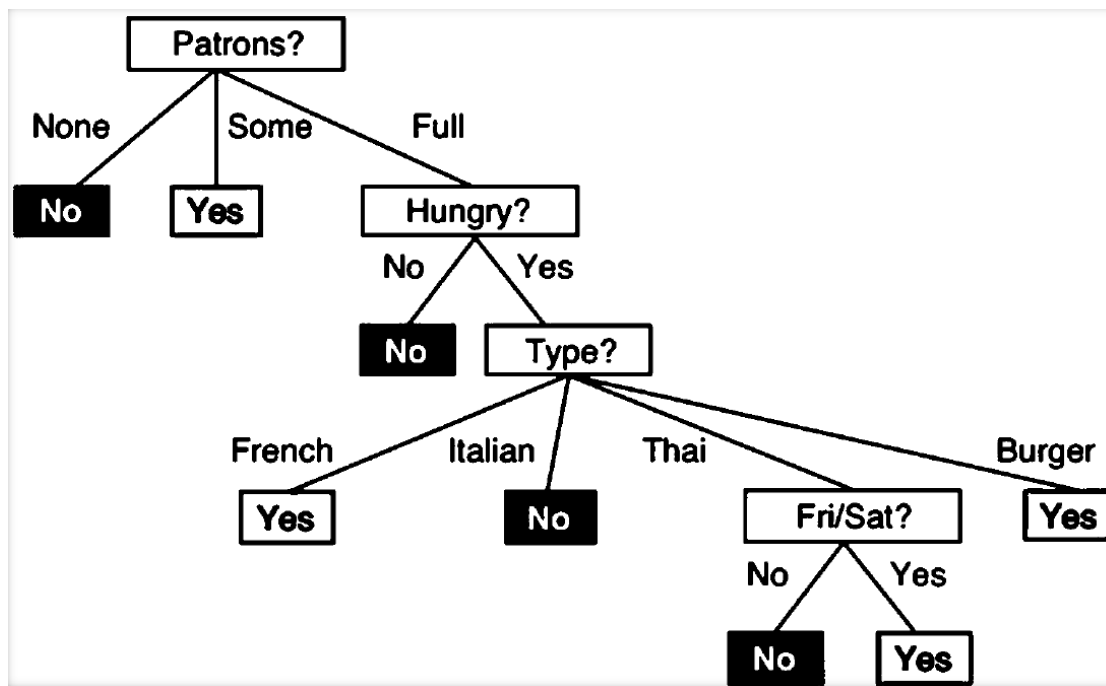 Patrons?
None Some Full
No Yes Hungry?
No Yes
No Type?
French Italian Thai Burger
Yes No Fri/Sat? Yes
No Yes
No Yes